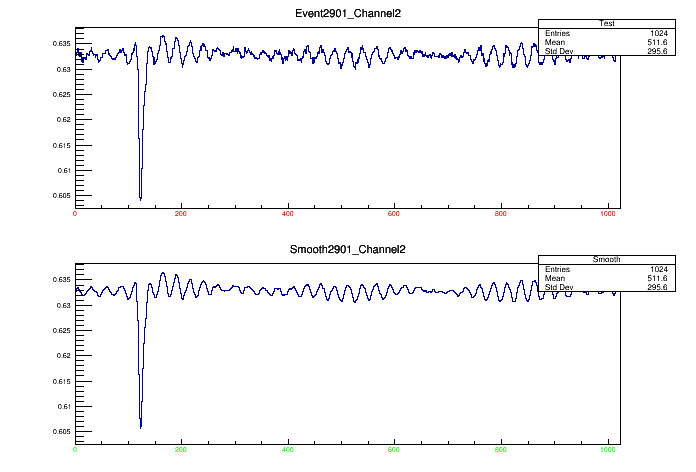 Event2901_Channel2
Test
Entries 1024
Mean 511.6
Std Dev 295.6
0.635
0.63
0.625
0.62
0.615
0.61
0.605
0 200 400 600 800 1000
Smooth2901_Channel2
Smooth
Entries 1024
Mean 511.6
Std Dev 295.6
0.635
0.63
0.625
0.62
0.615
0.61
0.605
0 200 400 600 800 1000